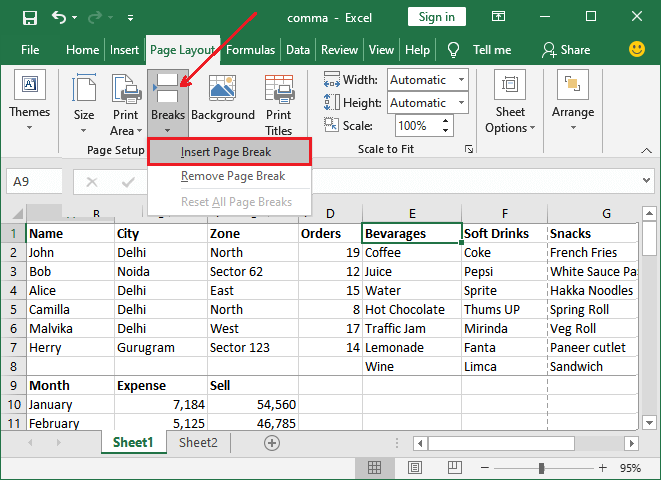 comma - Excel
Sign in
File Home Insert Page Layout Formulas Data Review View Tell me Share
Themes
Size
Print Area
Breaks
Background
Print Titles
Width: Automatic
Height: Automatic
Scale: 100%
Sheet Options
Arrange
Themes
Page Setup
Scale to Fit
Insert Page Break
Remove Page Break
Reset All Page Breaks
A9
B D E F G
1 Name City Zone Orders Bevarages Soft Drinks Snacks
2 John Delhi North 19 Coffee Coke French Fries
3 Bob Noida Sector 62 12 Juice Pepsi White Sauce Pa
4 Alice Delhi East 15 Water Sprite Hakka Noodles
5 Camilla Delhi North 8 Hot Chocolate Thums UP Spring Roll
6 Malvika Delhi West 17 Traffic Jam Mirinda Veg Roll
7 Herry Gurugram Sector 123 14 Lemonade Fanta Paneer cutlet
8 Wine Limca Sandwich
9 Month Expense Sell
10 January 7,184 54,560
11 February 5,125 46,785
Sheet1 Sheet2
95%